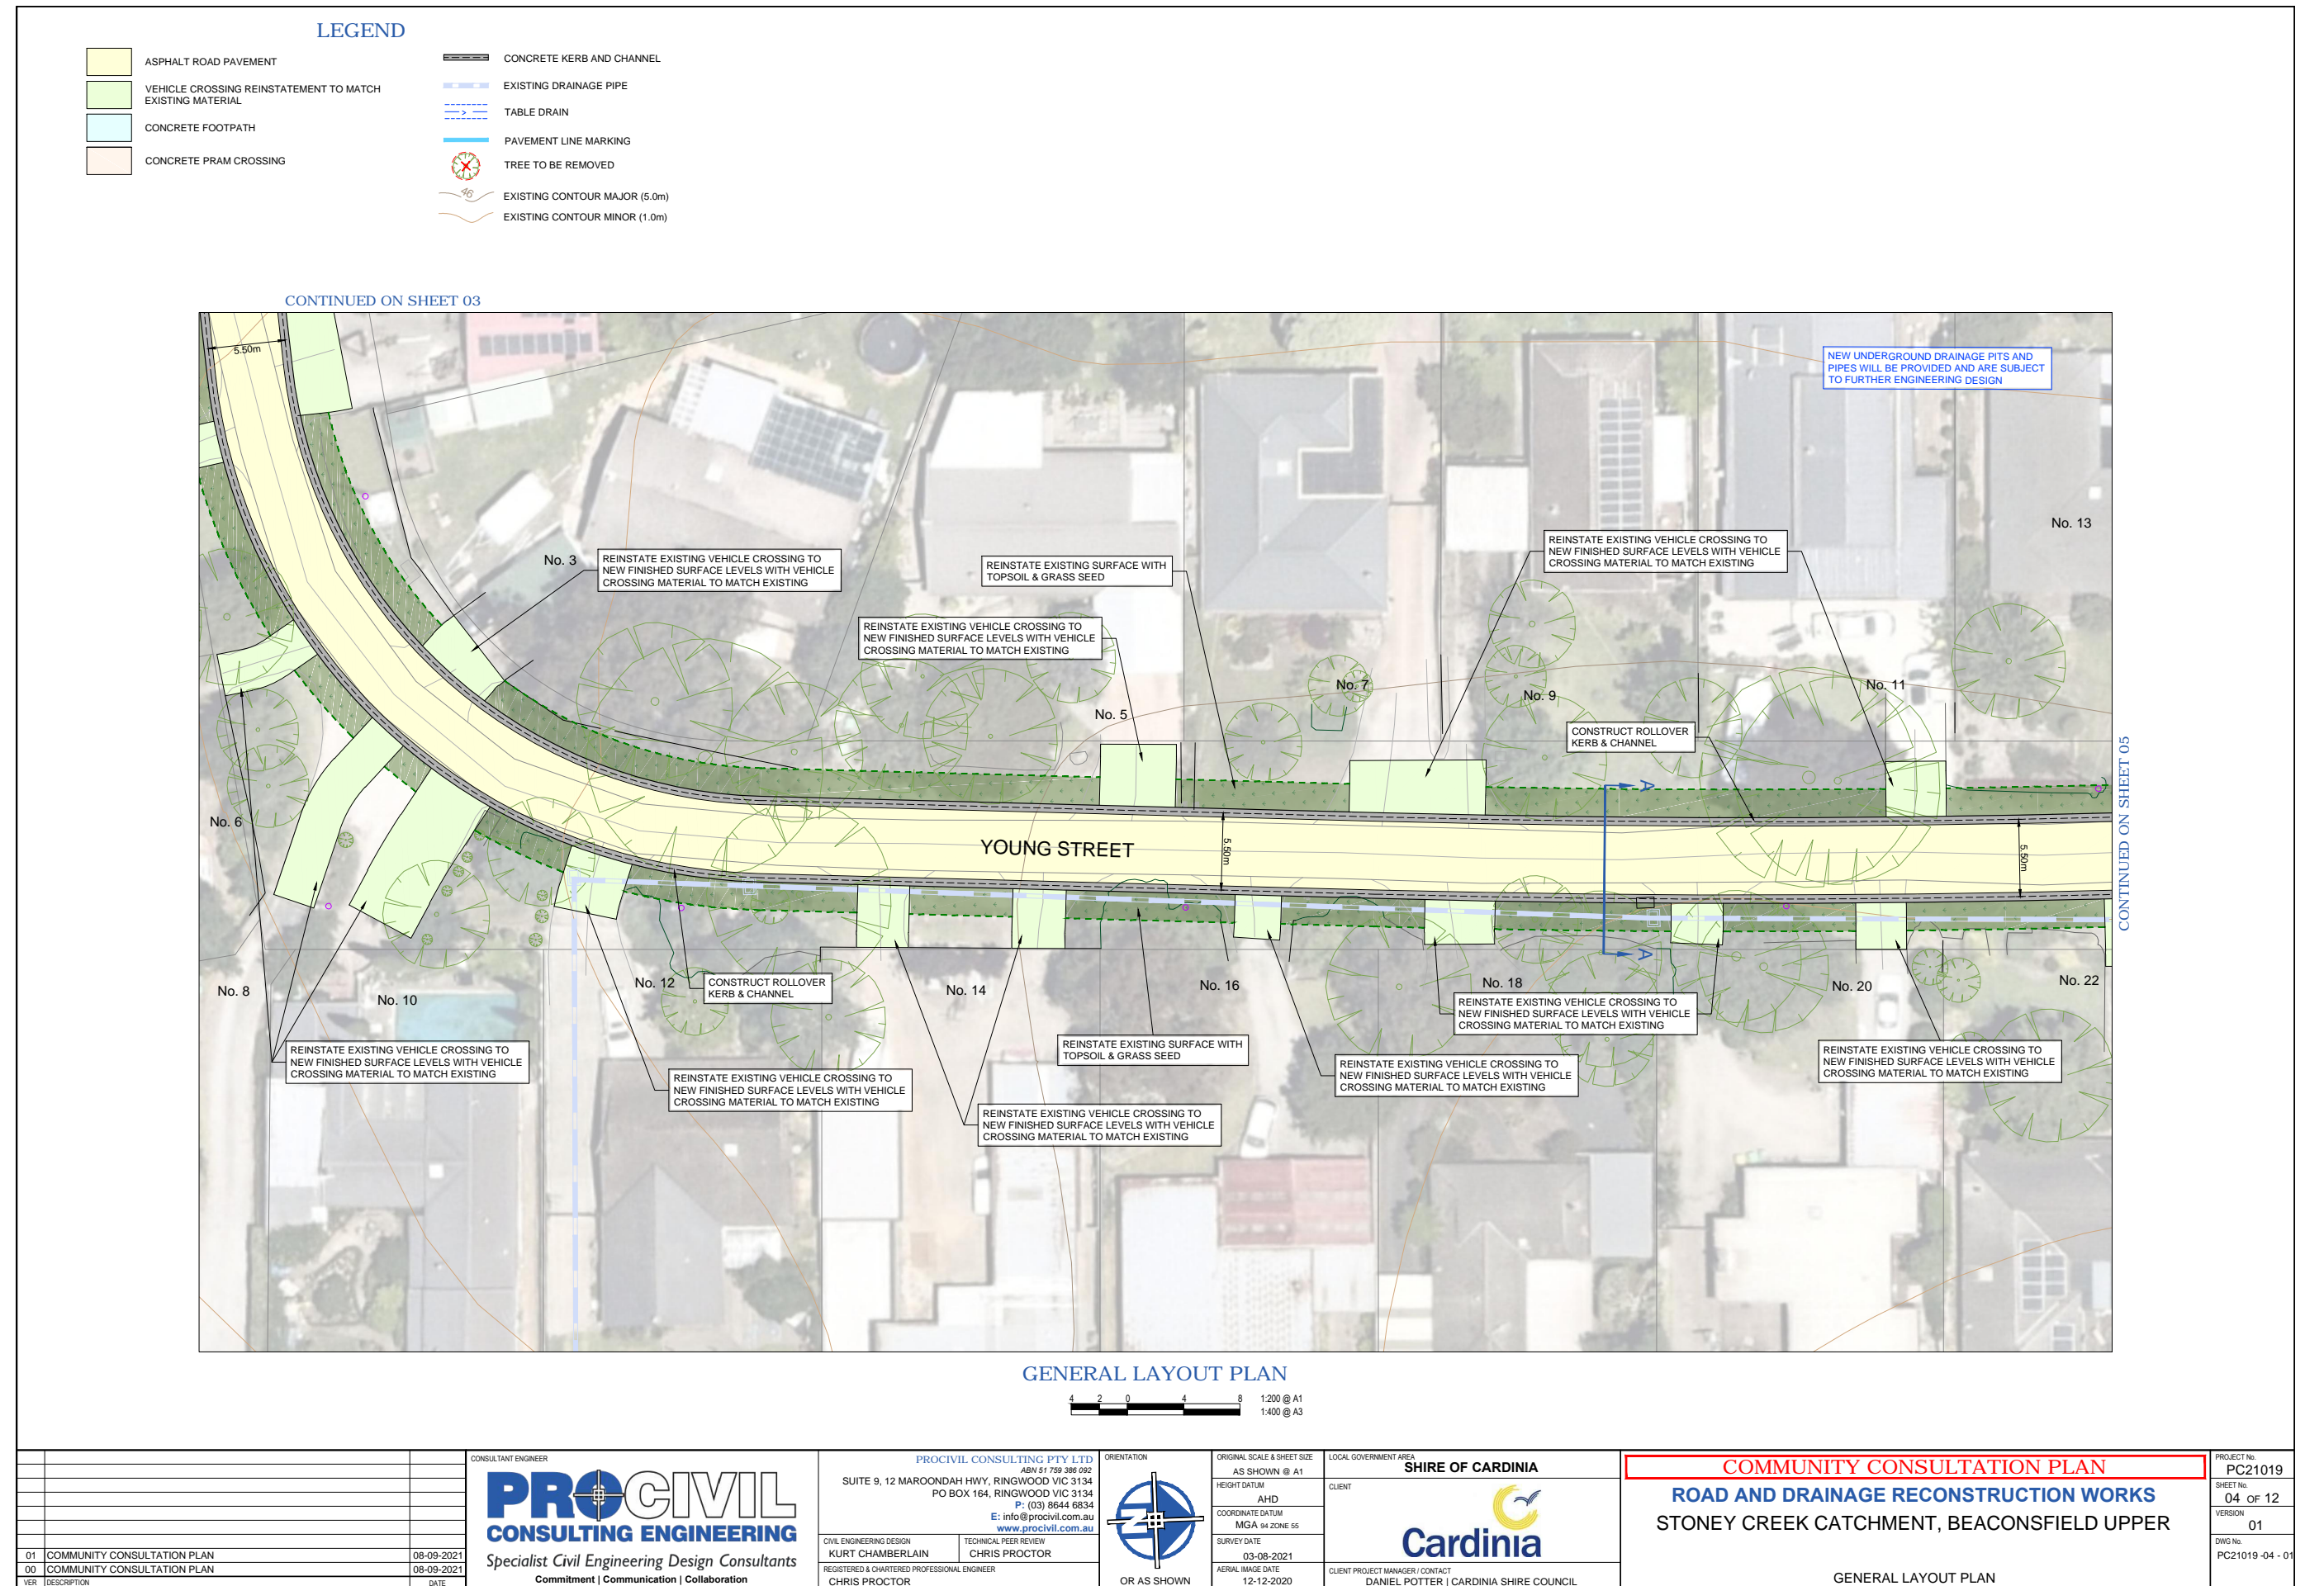 LEGEND
ASPHALT ROAD PAVEMENT
VEHICLE CROSSING REINSTATEMENT TO MATCH
EXISTING MATERIAL
CONCRETE FOOTPATH
CONCRETE PRAM CROSSING
CONCRETE KERB AND CHANNEL
EXISTING DRAINAGE PIPE
TABLE DRAIN
PAVEMENT LINE MARKING
TREE TO BE REMOVED
46
EXISTING CONTOUR MAJOR (5.0m)
EXISTING CONTOUR MINOR (1.0m)
CONTINUED ON SHEET 03
5.50m
NEW UNDERGROUND DRAINAGE PITS AND
PIPES WILL BE PROVIDED AND ARE SUBJECT
TO FURTHER ENGINEERING DESIGN
No. 13
No. 3
REINSTATE EXISTING VEHICLE CROSSING TO
NEW FINISHED SURFACE LEVELS WITH VEHICLE
CROSSING MATERIAL TO MATCH EXISTING
REINSTATE EXISTING SURFACE WITH
TOPSOIL & GRASS SEED
REINSTATE EXISTING VEHICLE CROSSING TO
NEW FINISHED SURFACE LEVELS WITH VEHICLE
CROSSING MATERIAL TO MATCH EXISTING
REINSTATE EXISTING VEHICLE CROSSING TO
NEW FINISHED SURFACE LEVELS WITH VEHICLE
CROSSING MATERIAL TO MATCH EXISTING
No. 5
No. 7
No. 9
No. 11
CONSTRUCT ROLLOVER
KERB & CHANNEL
A
CONTINUED ON SHEET 05
YOUNG STREET
5.50m
5.50m
A
No. 6
No. 8
No. 10
No. 12
CONSTRUCT ROLLOVER
KERB & CHANNEL
No. 14
No. 16
No. 18
No. 20
No. 22
REINSTATE EXISTING VEHICLE CROSSING TO
NEW FINISHED SURFACE LEVELS WITH VEHICLE
CROSSING MATERIAL TO MATCH EXISTING
REINSTATE EXISTING VEHICLE CROSSING TO
NEW FINISHED SURFACE LEVELS WITH VEHICLE
CROSSING MATERIAL TO MATCH EXISTING
REINSTATE EXISTING VEHICLE CROSSING TO
NEW FINISHED SURFACE LEVELS WITH VEHICLE
CROSSING MATERIAL TO MATCH EXISTING
REINSTATE EXISTING SURFACE WITH
TOPSOIL & GRASS SEED
REINSTATE EXISTING VEHICLE CROSSING TO
NEW FINISHED SURFACE LEVELS WITH VEHICLE
CROSSING MATERIAL TO MATCH EXISTING
REINSTATE EXISTING VEHICLE CROSSING TO
NEW FINISHED SURFACE LEVELS WITH VEHICLE
CROSSING MATERIAL TO MATCH EXISTING
REINSTATE EXISTING VEHICLE CROSSING TO
NEW FINISHED SURFACE LEVELS WITH VEHICLE
CROSSING MATERIAL TO MATCH EXISTING
GENERAL LAYOUT PLAN
4 2 0 4 8
1:200 @ A1
1:400 @ A3
01 COMMUNITY CONSULTATION PLAN 08-09-2021
00 COMMUNITY CONSULTATION PLAN 08-09-2021
VER DESCRIPTION DATE
CONSULTANT ENGINEER
PROCIVIL
CONSULTING ENGINEERING
Specialist Civil Engineering Design Consultants
Commitment | Communication | Collaboration
PROCIVIL CONSULTING PTY LTD
ABN 51 759 386 092
SUITE 9, 12 MAROONDAH HWY, RINGWOOD VIC 3134
PO BOX 164, RINGWOOD VIC 3134
P: (03) 8644 6834
E: info@procivil.com.au
www.procivil.com.au
CIVIL ENGINEERING DESIGN
KURT CHAMBERLAIN
TECHNICAL PEER REVIEW
CHRIS PROCTOR
REGISTERED & CHARTERED PROFESSIONAL ENGINEER
CHRIS PROCTOR
ORIENTATION
N
OR AS SHOWN
ORIGINAL SCALE & SHEET SIZE
AS SHOWN @ A1
HEIGHT DATUM
AHD
COORDINATE DATUM
MGA 94 ZONE 55
SURVEY DATE
03-08-2021
AERIAL IMAGE DATE
12-12-2020
LOCAL GOVERNMENT AREA
SHIRE OF CARDINIA
CLIENT
Cardinia
CLIENT PROJECT MANAGER / CONTACT
DANIEL POTTER | CARDINIA SHIRE COUNCIL
COMMUNITY CONSULTATION PLAN
ROAD AND DRAINAGE RECONSTRUCTION WORKS
STONEY CREEK CATCHMENT, BEACONSFIELD UPPER
GENERAL LAYOUT PLAN
PROJECT No.
PC21019
SHEET No.
04 OF 12
VERSION
01
DWG No.
PC21019 -04 - 01